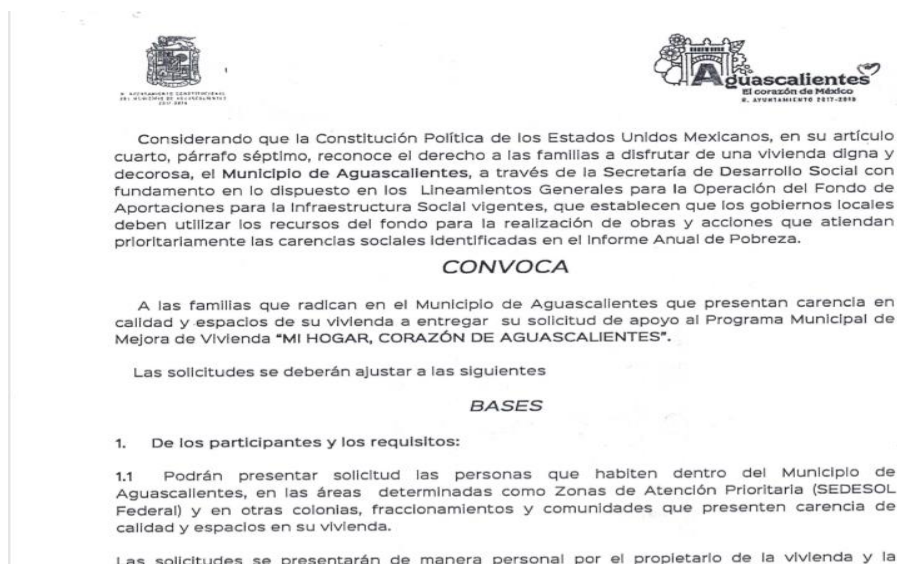 H. AYUNTAMIENTO CONSTITUCIONAL
DEL MUNICIPIO DE AGUASCALIENTES
2017-2019
Aguascalientes
El corazón de México
H. AYUNTAMIENTO 2017-2019
Considerando que la Constitución Política de los Estados Unidos Mexicanos, en su artículo
cuarto, párrafo séptimo, reconoce el derecho a las familias a disfrutar de una vivienda digna y
decorosa, el Municipio de Aguascalientes, a través de la Secretaría de Desarrollo Social con
fundamento en lo dispuesto en los Lineamientos Generales para la Operación del Fondo de
Aportaciones para la Infraestructura Social vigentes, que establecen que los gobiernos locales
deben utilizar los recursos del fondo para la realización de obras y acciones que atiendan
prioritariamente las carencias sociales identificadas en el Informe Anual de Pobreza.
CONVOCA
A las familias que radican en el Municipio de Aguascalientes que presentan carencia en
calidad y espacios de su vivienda a entregar su solicitud de apoyo al Programa Municipal de
Mejora de Vivienda “MI HOGAR, CORAZÓN DE AGUASCALIENTES”.
Las solicitudes se deberán ajustar a las siguientes
BASES
1. De los participantes y los requisitos:
1.1 Podrán presentar solicitud las personas que habiten dentro del Municipio de
Aguascalientes, en las áreas determinadas como Zonas de Atención Prioritaria (SEDESOL
Federal) y en otras colonias, fraccionamientos y comunidades que presenten carencia de
calidad y espacios en su vivienda.
Las solicitudes se presentarán de manera personal por el propietario de la vivienda y la